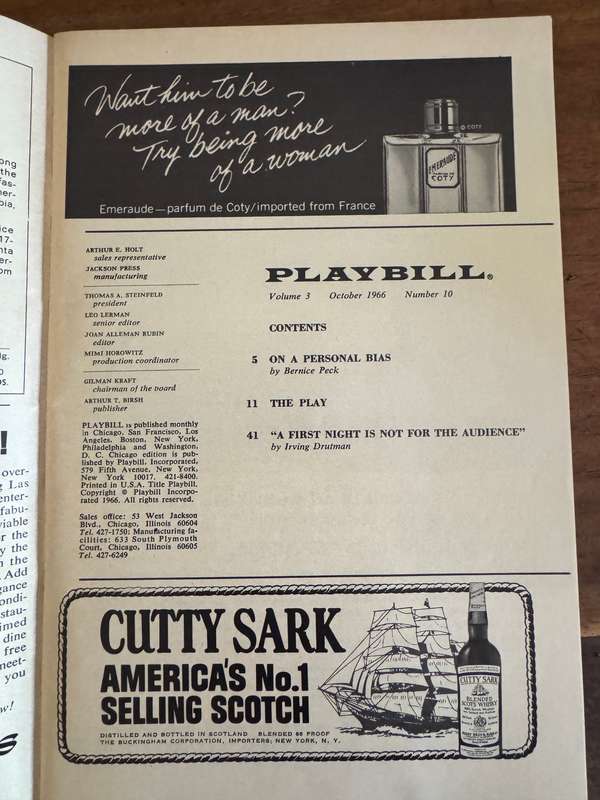 Want him to be
more of a man?
Try being more
of a woman
© COTY
EMERAUDE
COTY
Emeraude—parfum de Coty/imported from France
ARTHUR E. HOLT
sales representative
JACKSON PRESS
manufacturing
THOMAS A. STEINFELD
president
LEO LERMAN
senior editor
JOAN ALLEMAN RUBIN
editor
MIMI HOROWITZ
production coordinator
GILMAN KRAFT
chairman of the board
ARTHUR T. BIRSH
publisher
PLAYBILL is published monthly
in Chicago, San Francisco, Los
Angeles, Boston, New York,
Philadelphia and Washington,
D. C. Chicago edition is pub-
lished by Playbill, Incorporated,
579 Fifth Avenue, New York,
New York 10017. 421-8400.
Printed in U.S.A. Title Playbill,
Copyright © Playbill Incorpo-
rated 1966. All rights reserved.
Sales office: 53 West Jackson
Blvd., Chicago, Illinois 60604
Tel. 427-1750; Manufacturing fa-
cilities: 633 South Plymouth
Court, Chicago, Illinois 60605
Tel. 427-6249
PLAYBILL®
Volume 3 October 1966 Number 10
CONTENTS
5 ON A PERSONAL BIAS
by Bernice Peck
11 THE PLAY
41 “A FIRST NIGHT IS NOT FOR THE AUDIENCE”
by Irving Drutman
CUTTY SARK
AMERICA'S No.1
SELLING SCOTCH
DISTILLED AND BOTTLED IN SCOTLAND BLENDED 86 PROOF
THE BUCKINGHAM CORPORATION, IMPORTERS; NEW YORK, N. Y.
CUTTY SARK
BLENDED
SCOTS WHISKY